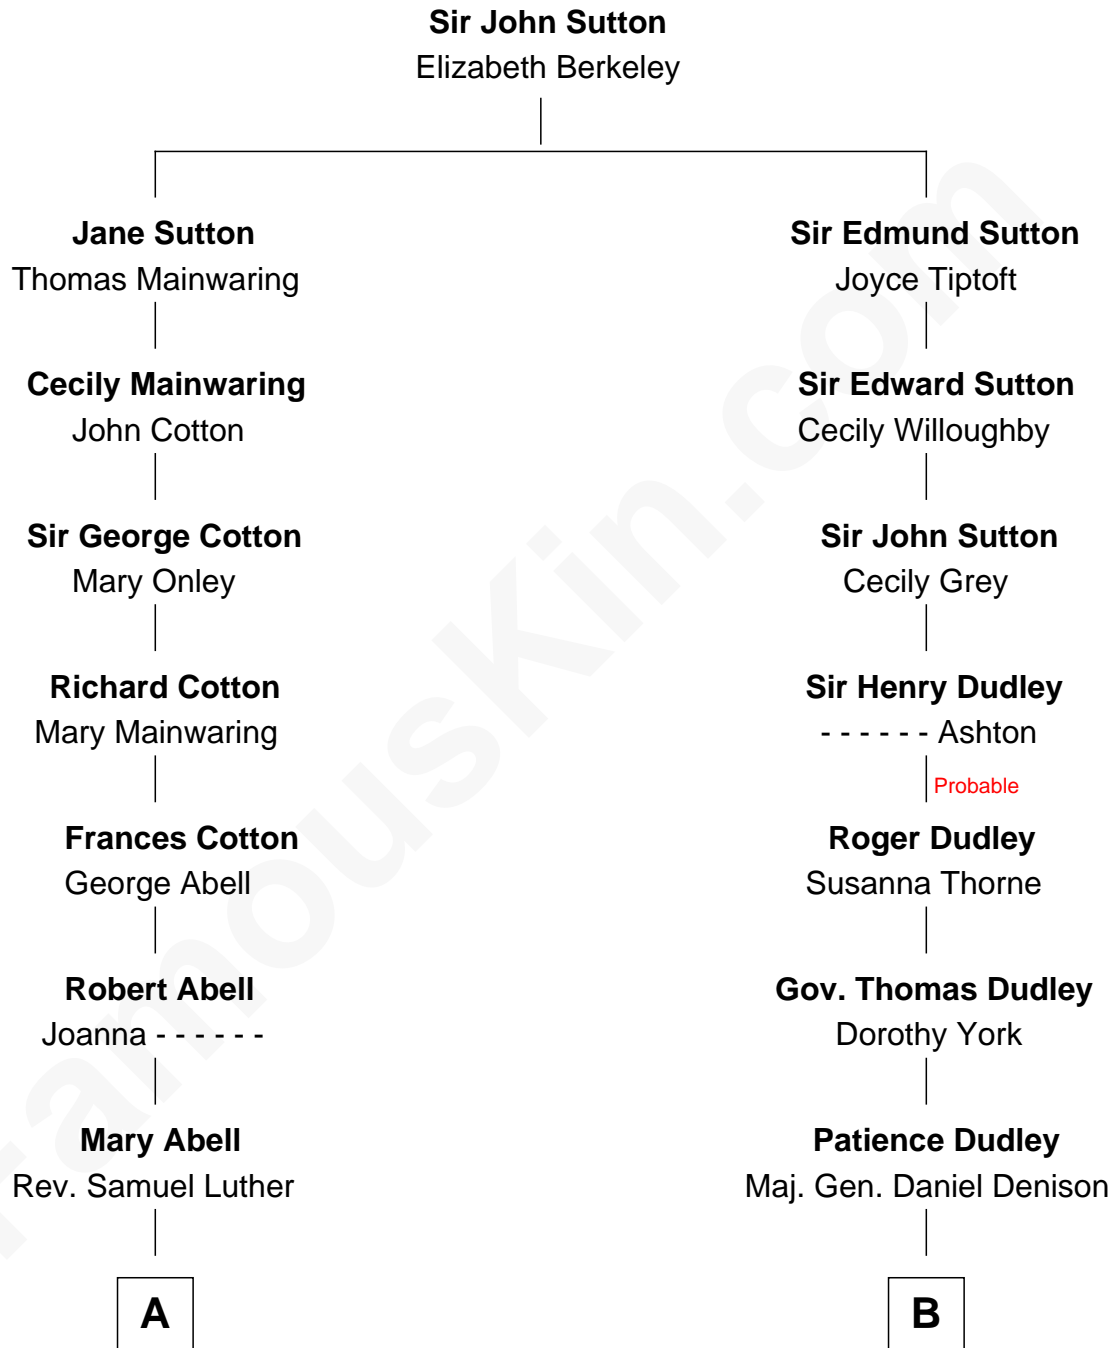 Sir John Sutton
Elizabeth Berkeley
Jane Sutton
Thomas Mainwaring
Sir Edmund Sutton
Joyce Tiptoft
Cecily Mainwaring
John Cotton
Sir Edward Sutton
Cecily Willoughby
Sir George Cotton
Mary Onley
Sir John Sutton
Cecily Grey
Richard Cotton
Mary Mainwaring
Sir Henry Dudley
- - - - - - Ashton
Probable
Frances Cotton
George Abell
Roger Dudley
Susanna Thorne
Robert Abell
Joanna - - - - - -
Gov. Thomas Dudley
Dorothy York
Mary Abell
Rev. Samuel Luther
Patience Dudley
Maj. Gen. Daniel Denison
A
B
FamousKin.com